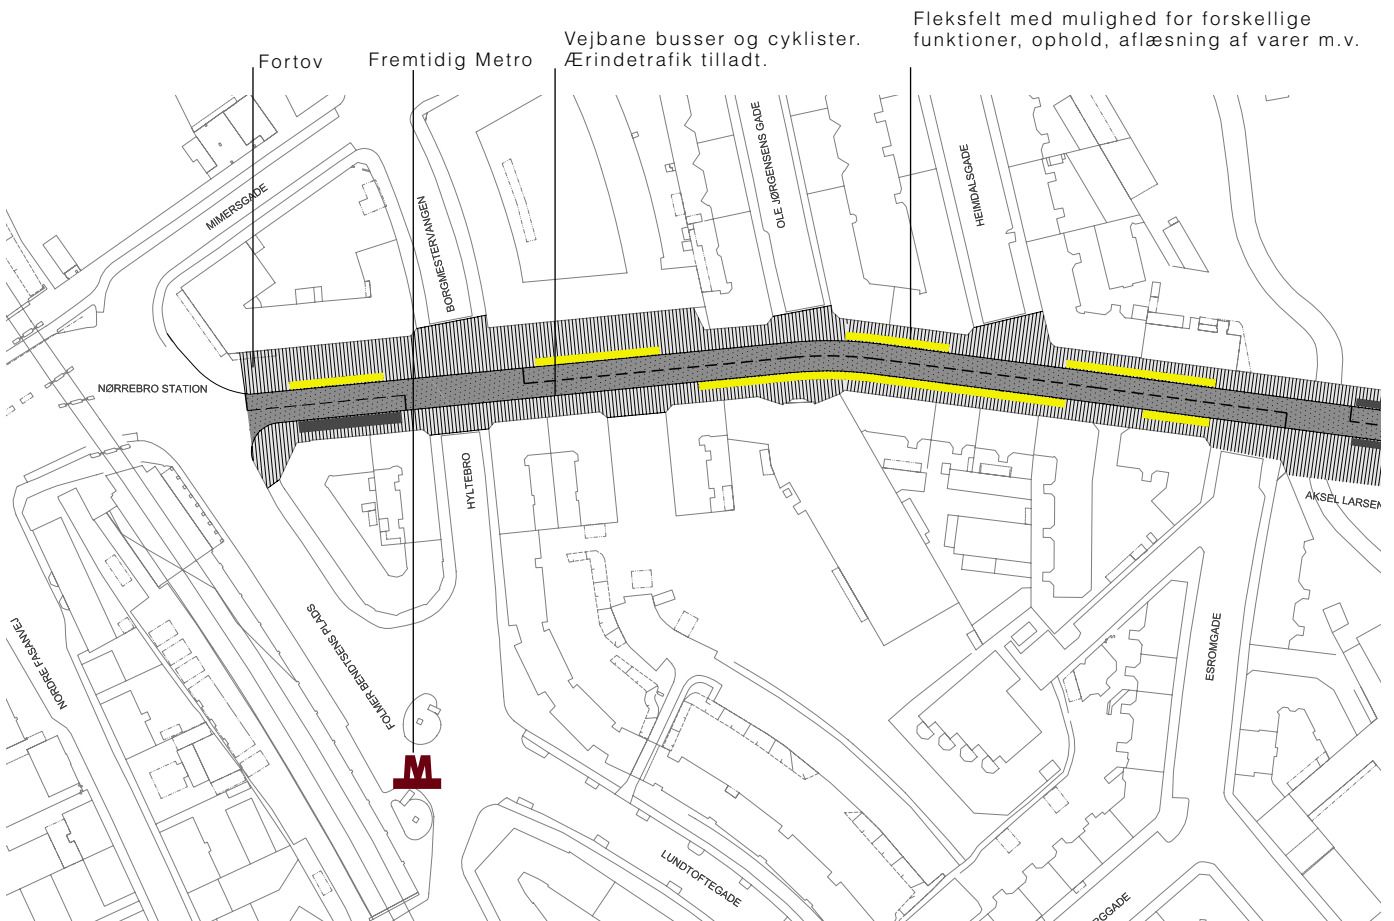 Fleksfelt med mulighed for forskellige
funktioner, ophold, aflæsning af varer m.v.
Vejbane busser og cyklister.
Ærindetrafik tilladt.
Fortov
Fremtidig Metro
MIMERSGADE
BORGMESTERVANGEN
OLE JØRGENSENS GADE
HEIMDALSGADE
NØRREBRO STATION
HYLTEBRO
AKSEL LARSEN
NORDRE FASANVEJ
FOLMER BENDTSENS PLADS
ESROMGADE
M
LUNDTOFTEGADE